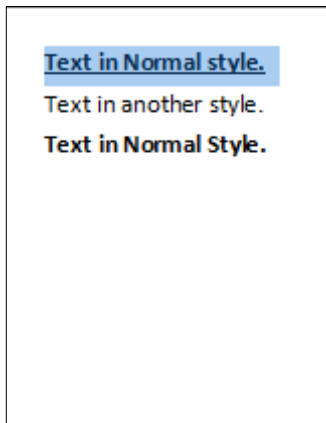 Text in Normal style.
Text in another style.
Text in Normal Style.